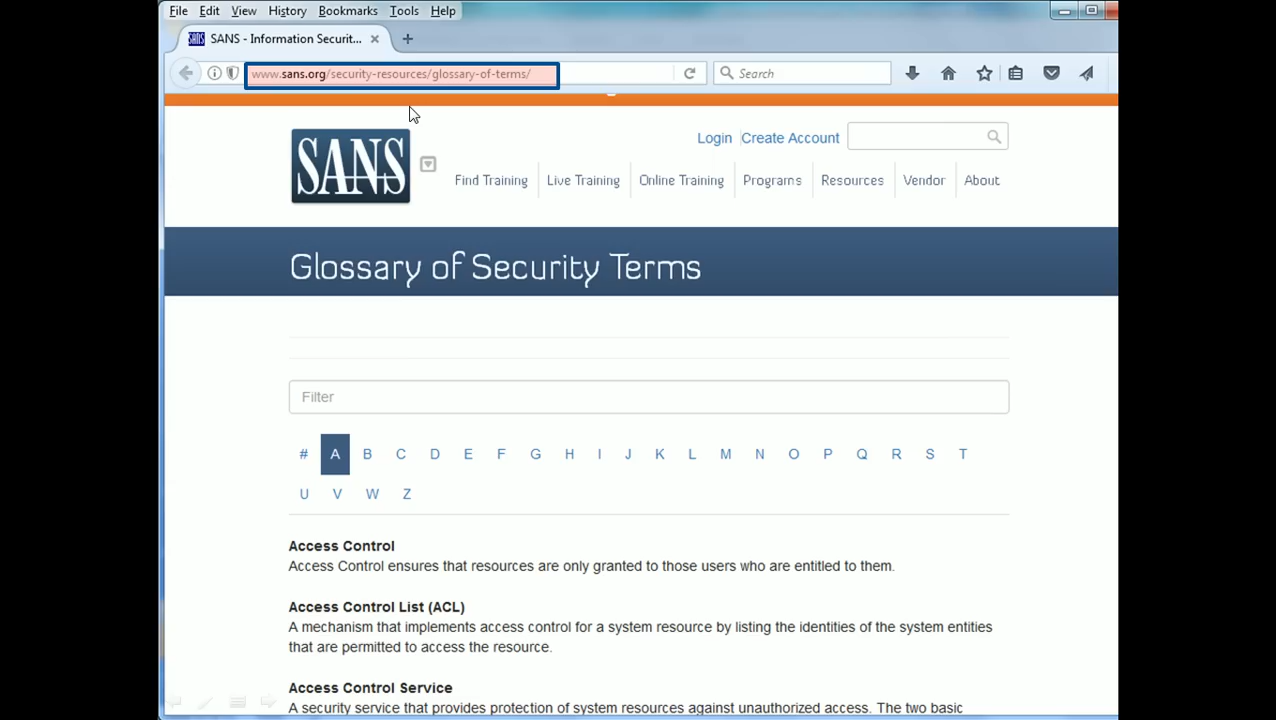 File Edit View History Bookmarks Tools Help
SANS - Information Securit...
www.sans.org/security-resources/glossary-of-terms/
Search
SANS
Login Create Account
Find Training Live Training Online Training Programs Resources Vendor About
Glossary of Security Terms
Filter
# A B C D E F G H I J K L M N O P Q R S T
U V W Z
Access Control
Access Control ensures that resources are only granted to those users who are entitled to them.
Access Control List (ACL)
A mechanism that implements access control for a system resource by listing the identities of the system entities
that are permitted to access the resource.
Access Control Service
A security service that provides protection of system resources against unauthorized access. The two basic